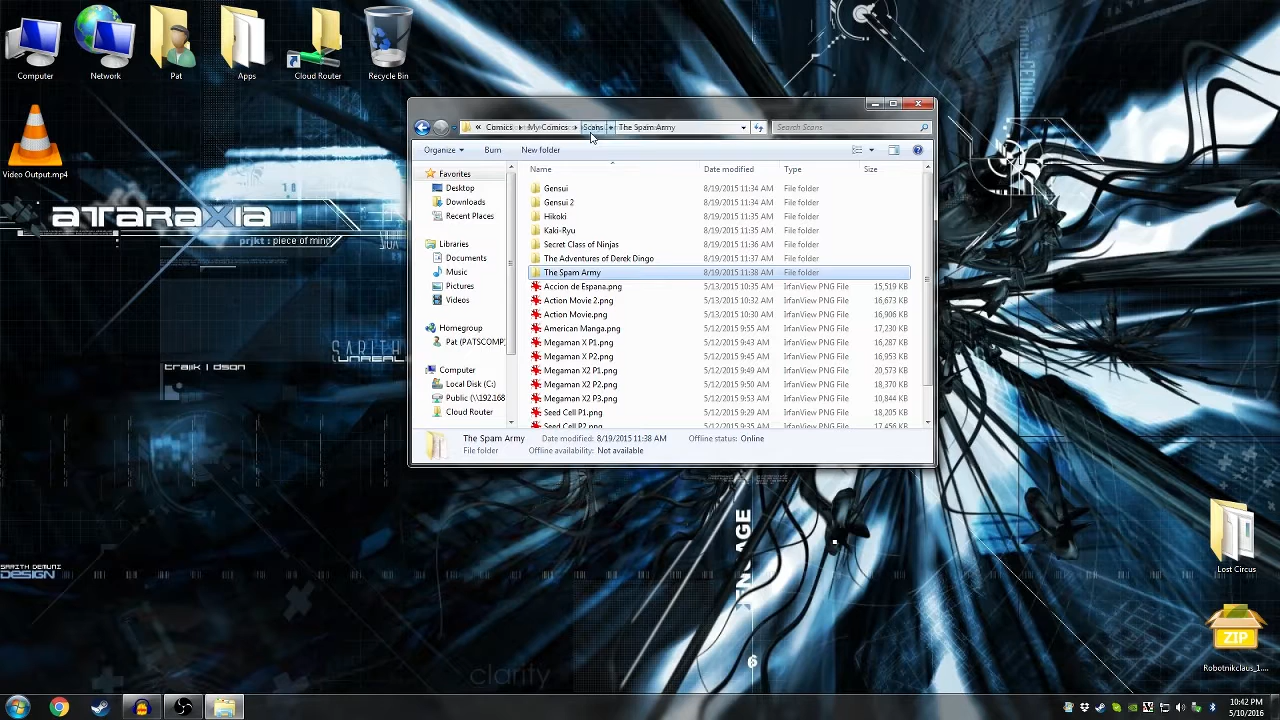 Computer
Network
Pat
Apps
Cloud Router
Recycle Bin
Video Output.mp4
ATARAXIA
prjkt : piece of mind
SARITH
UNREAL
SARITH DEMUNI
DESIGN
clarity
6
« Comics My Comics Scans The Spam Army
Search Scans
Organize Burn New folder
Favorites
Desktop
Downloads
Recent Places
Libraries
Documents
Music
Pictures
Videos
Homegroup
Pat (PATSCOMP
Computer
Local Disk (C:)
Public (\\192.168
Cloud Router
Name Date modified Type Size
Gensui 8/19/2015 11:34 AM File folder
Gensui 2 8/19/2015 11:34 AM File folder
Hikoki 8/19/2015 11:35 AM File folder
Kaki-Ryu 8/19/2015 11:35 AM File folder
Secret Class of Ninjas 8/19/2015 11:36 AM File folder
The Adventures of Derek Dingo 8/19/2015 11:37 AM File folder
The Spam Army 8/19/2015 11:38 AM File folder
Accion de Espana.png 5/13/2015 10:35 AM IrfanView PNG File 15,519 KB
Action Movie 2.png 5/13/2015 10:32 AM IrfanView PNG File 16,673 KB
Action Movie.png 5/13/2015 10:30 AM IrfanView PNG File 16,906 KB
American Manga.png 5/12/2015 9:55 AM IrfanView PNG File 17,230 KB
Megaman X P1.png 5/12/2015 9:43 AM IrfanView PNG File 16,287 KB
Megaman X P2.png 5/12/2015 9:45 AM IrfanView PNG File 16,953 KB
Megaman X2 P1.png 5/12/2015 9:49 AM IrfanView PNG File 20,573 KB
Megaman X2 P2.png 5/12/2015 9:50 AM IrfanView PNG File 18,370 KB
Megaman X2 P3.png 5/12/2015 9:53 AM IrfanView PNG File 10,844 KB
Seed Cell P1.png 5/12/2015 9:29 AM IrfanView PNG File 18,205 KB
Seed Cell P2.png 5/12/2015 9:35 AM IrfanView PNG File 17,456 KB
The Spam Army Date modified: 8/19/2015 11:38 AM Offline status: Online
File folder Offline availability: Not available
Lost Circus
ZIP
Robotnikclaus_1....
10:42 PM
5/10/2016